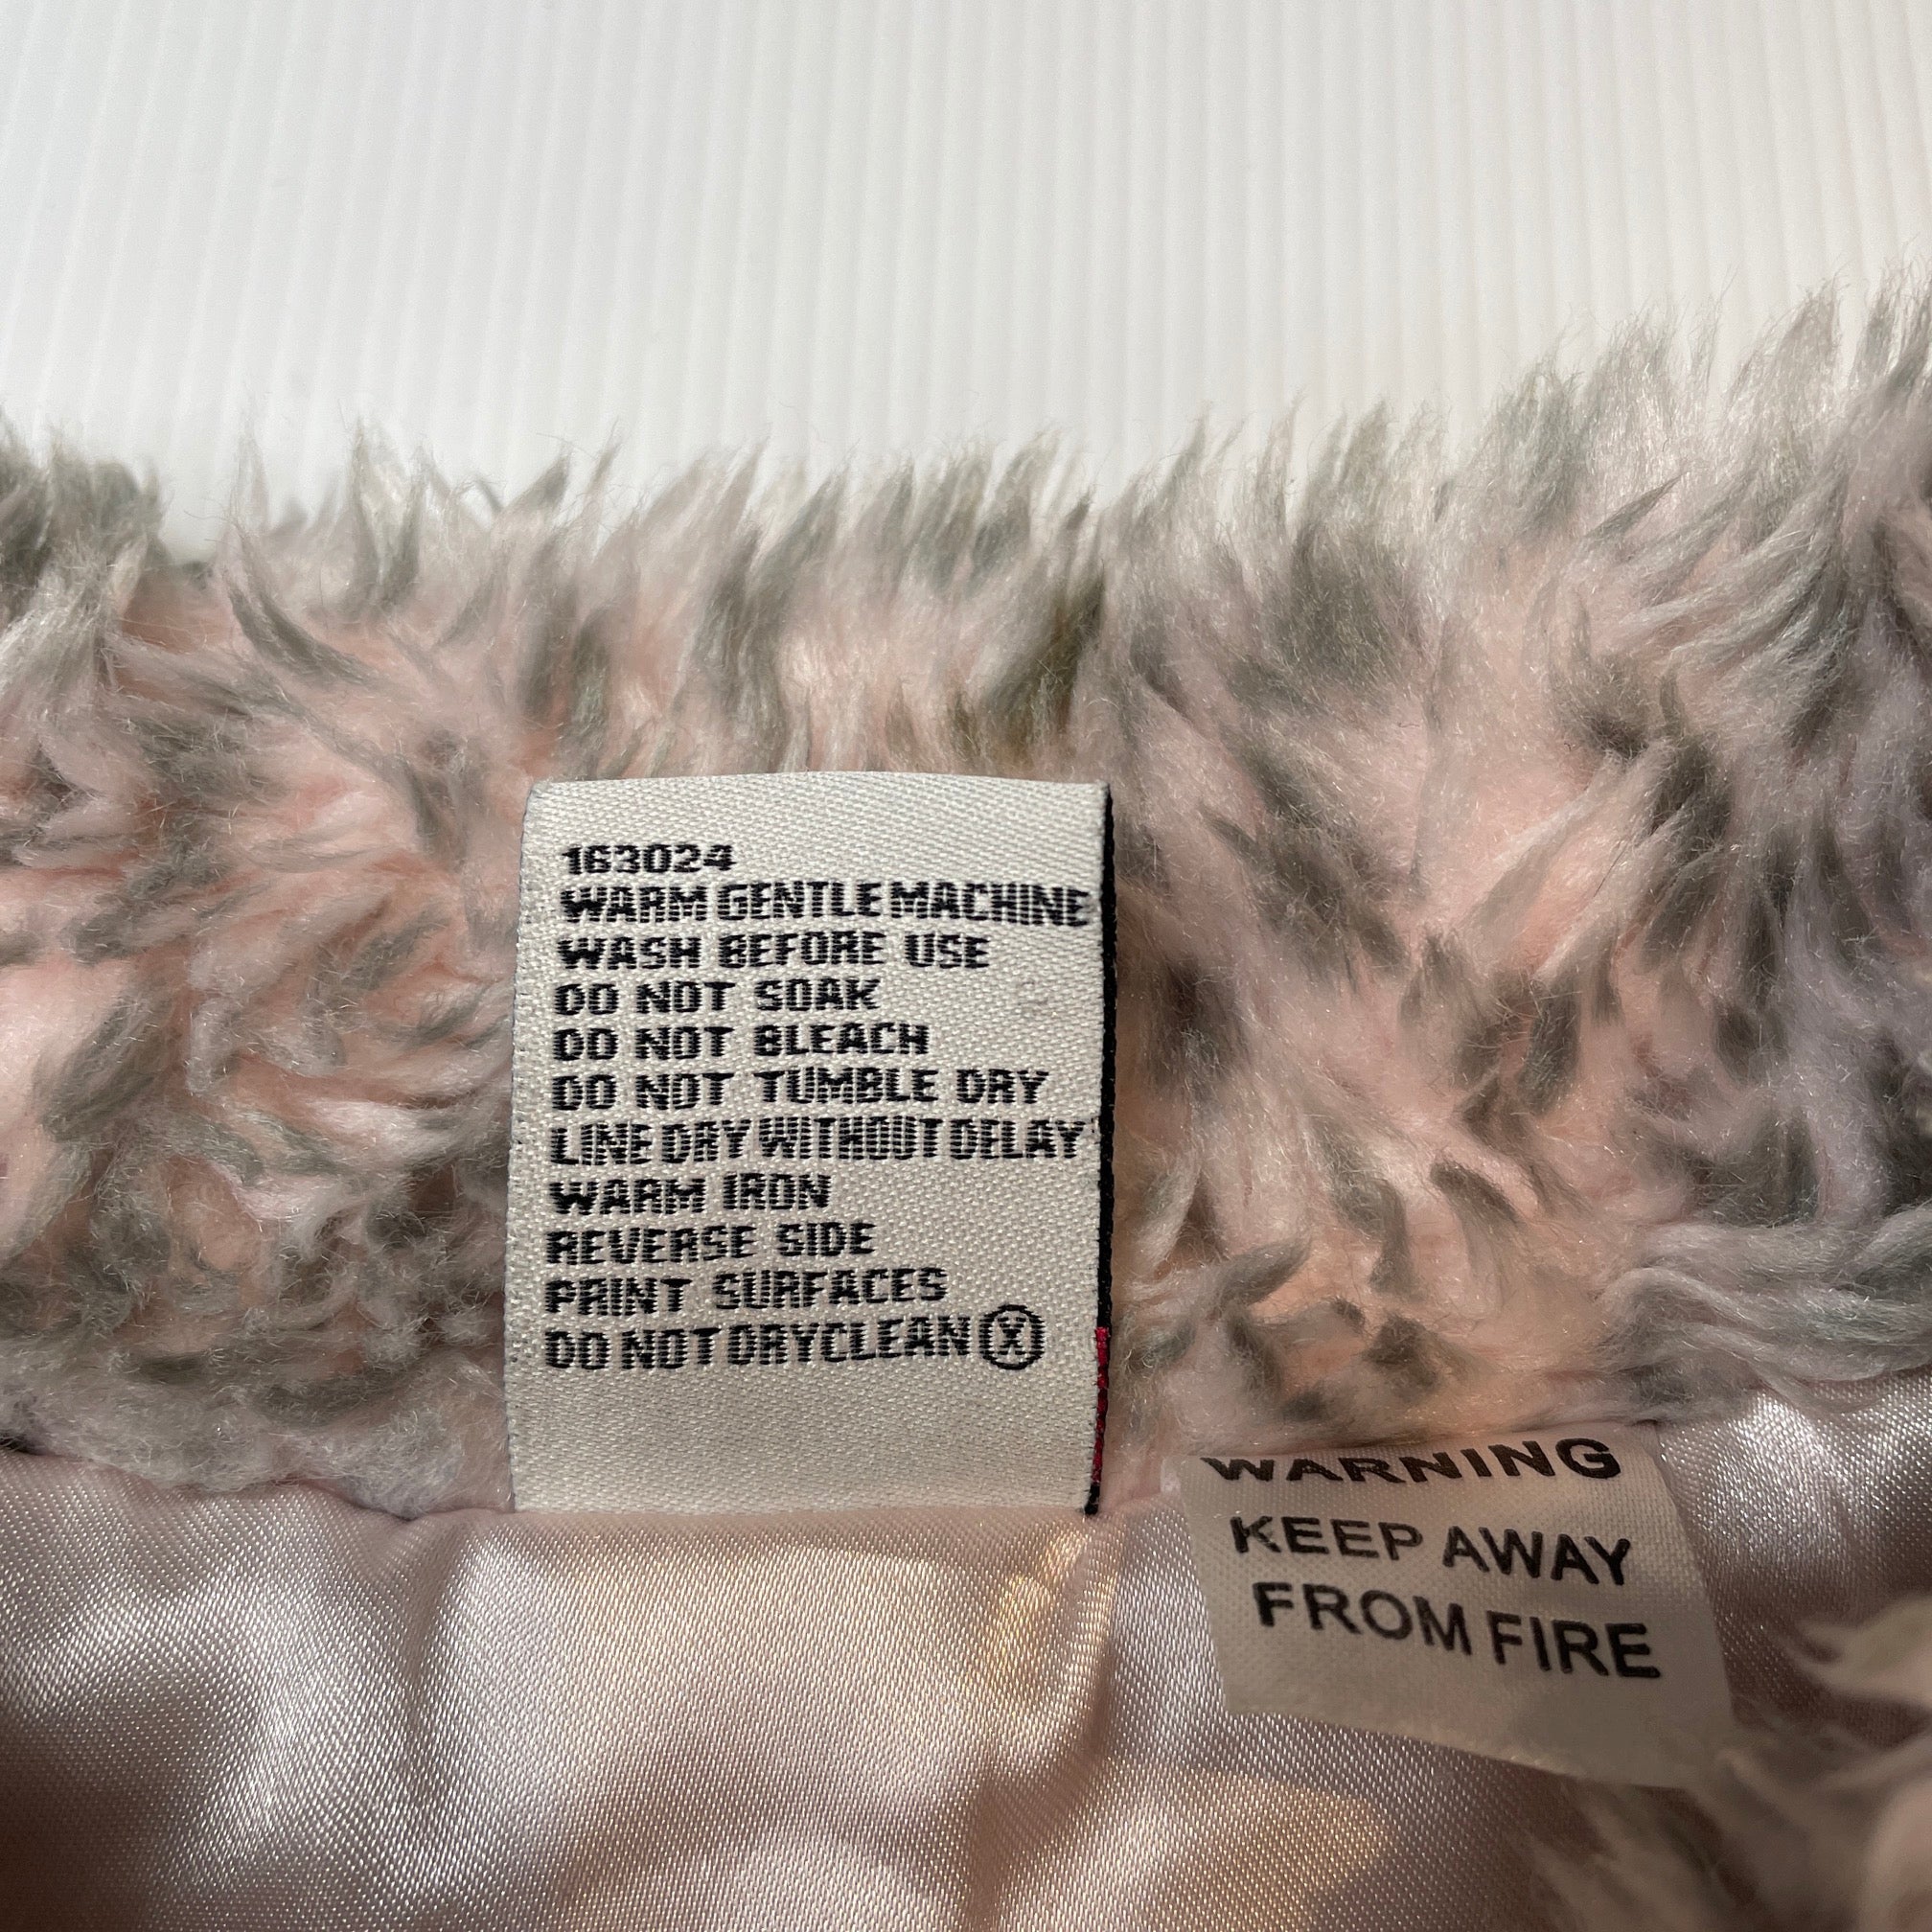 163024
WARM GENTLE MACHINE
WASH BEFORE USE
DO NOT SOAK
DO NOT BLEACH
DO NOT TUMBLE DRY
LINE DRY WITHOUT DELAY
WARM IRON
REVERSE SIDE
PRINT SURFACES
DO NOT DRYCLEAN Ⓧ
WARNING
KEEP AWAY
FROM FIRE